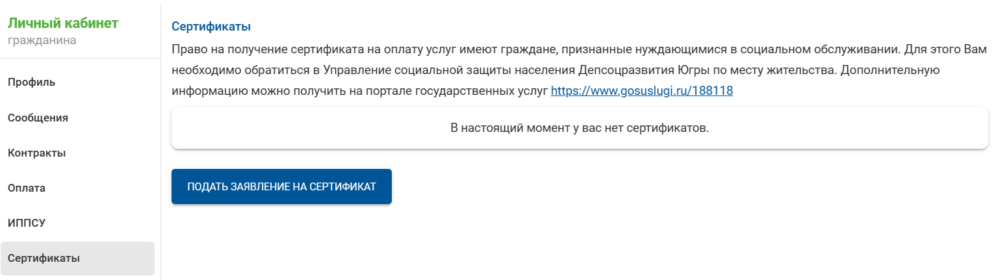 Личный кабинет
гражданина
Профиль
Сообщения
Контракты
Оплата
ИППСУ
Сертификаты
Сертификаты
Право на получение сертификата на оплату услуг имеют граждане, признанные нуждающимися в социальном обслуживании. Для этого Вам
необходимо обратиться в Управление социальной защиты населения Депсоцразвития Югры по месту жительства. Дополнительную
информацию можно получить на портале государственных услуг https://www.gosuslugi.ru/188118
В настоящий момент у вас нет сертификатов.
ПОДАТЬ ЗАЯВЛЕНИЕ НА СЕРТИФИКАТ